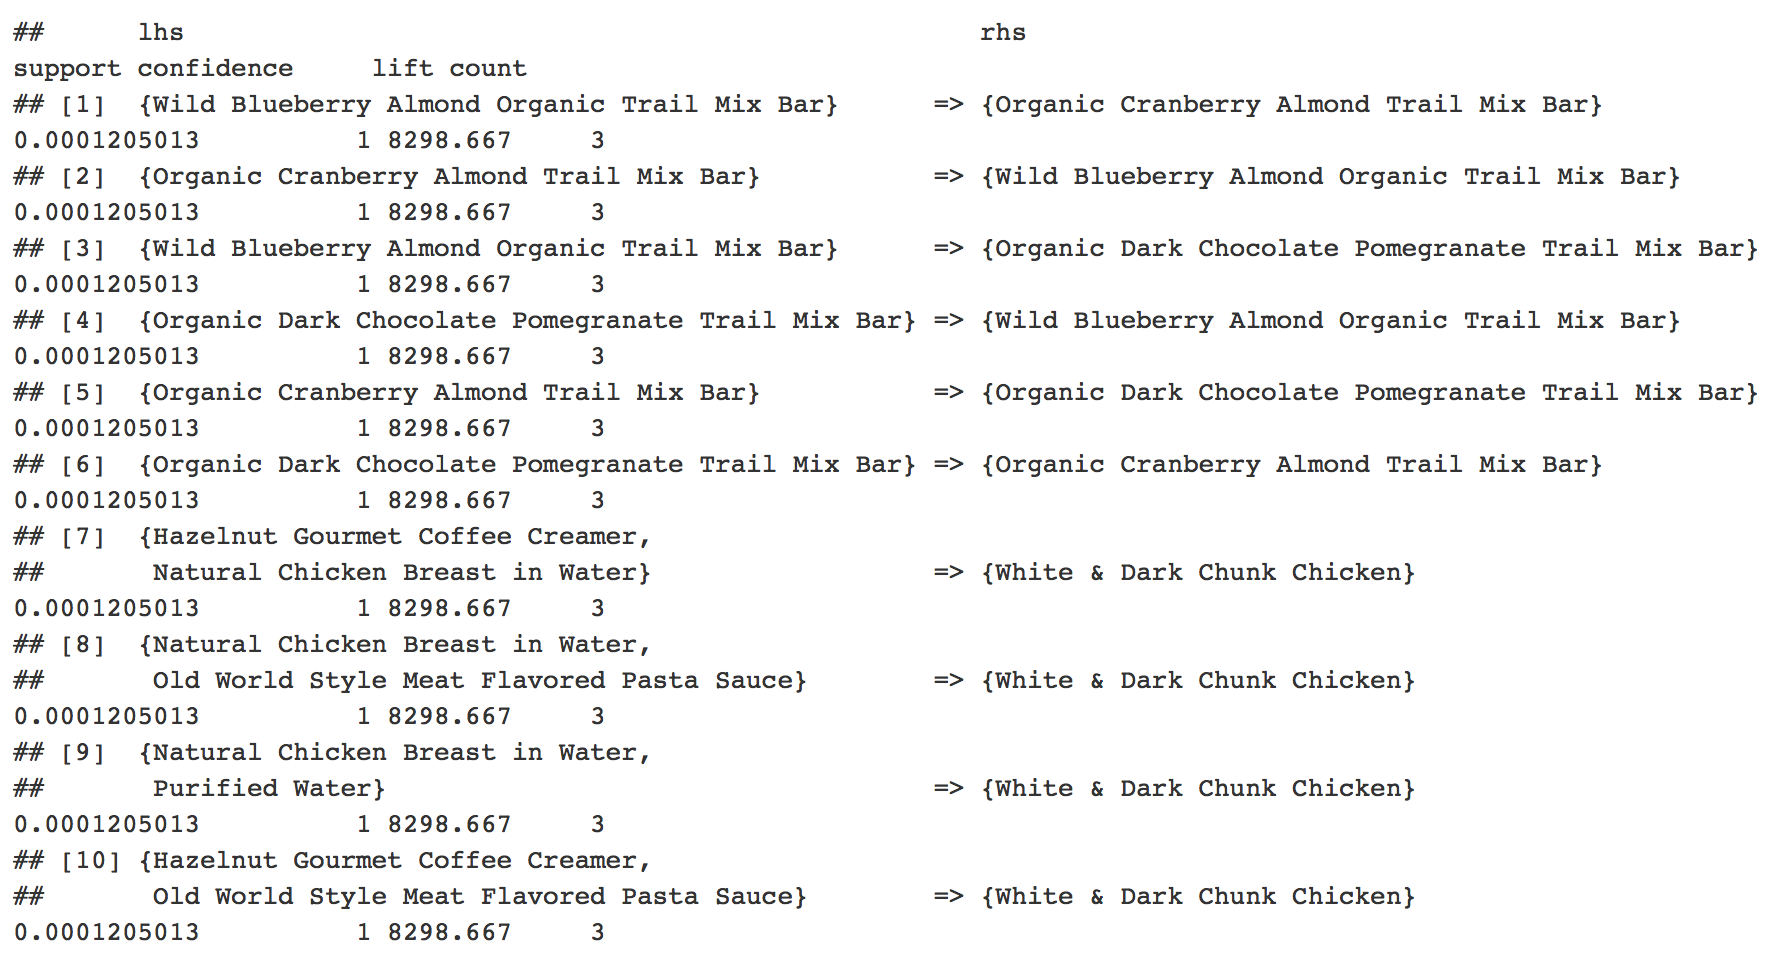 ##      lhs                                                   rhs
support confidence     lift count
## [1]  {Wild Blueberry Almond Organic Trail Mix Bar}      => {Organic Cranberry Almond Trail Mix Bar}
0.0001205013          1 8298.667     3
## [2]  {Organic Cranberry Almond Trail Mix Bar}           => {Wild Blueberry Almond Organic Trail Mix Bar}
0.0001205013          1 8298.667     3
## [3]  {Wild Blueberry Almond Organic Trail Mix Bar}      => {Organic Dark Chocolate Pomegranate Trail Mix Bar}
0.0001205013          1 8298.667     3
## [4]  {Organic Dark Chocolate Pomegranate Trail Mix Bar} => {Wild Blueberry Almond Organic Trail Mix Bar}
0.0001205013          1 8298.667     3
## [5]  {Organic Cranberry Almond Trail Mix Bar}           => {Organic Dark Chocolate Pomegranate Trail Mix Bar}
0.0001205013          1 8298.667     3
## [6]  {Organic Dark Chocolate Pomegranate Trail Mix Bar} => {Organic Cranberry Almond Trail Mix Bar}
0.0001205013          1 8298.667     3
## [7]  {Hazelnut Gourmet Coffee Creamer,
##       Natural Chicken Breast in Water}                  => {White & Dark Chunk Chicken}
0.0001205013          1 8298.667     3
## [8]  {Natural Chicken Breast in Water,
##       Old World Style Meat Flavored Pasta Sauce}        => {White & Dark Chunk Chicken}
0.0001205013          1 8298.667     3
## [9]  {Natural Chicken Breast in Water,
##       Purified Water}                                   => {White & Dark Chunk Chicken}
0.0001205013          1 8298.667     3
## [10] {Hazelnut Gourmet Coffee Creamer,
##       Old World Style Meat Flavored Pasta Sauce}        => {White & Dark Chunk Chicken}
0.0001205013          1 8298.667     3